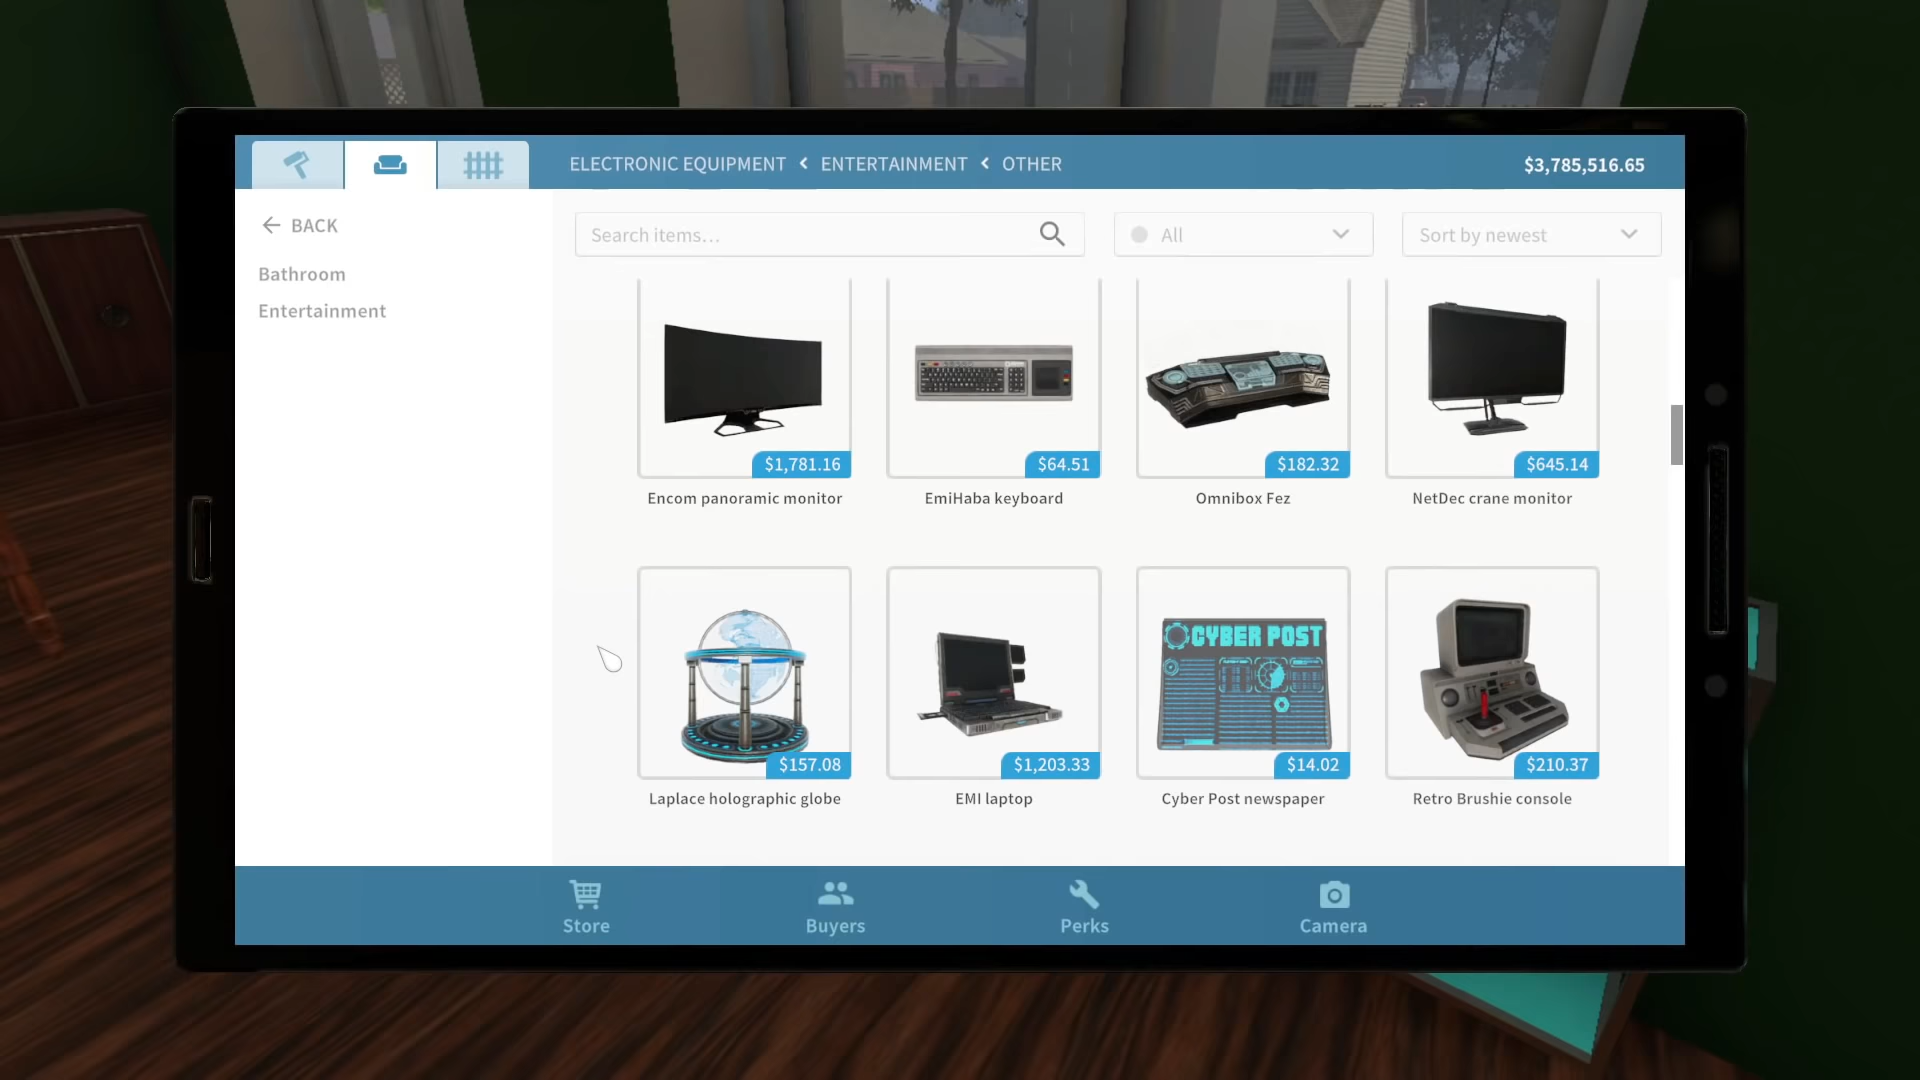 ELECTRONIC EQUIPMENT < ENTERTAINMENT < OTHER
$3,785,516.65
BACK
Bathroom
Entertainment
Search items...
All
Sort by newest
$1,781.16
$64.51
$182.32
$645.14
Encom panoramic monitor
EmiHaba keyboard
Omnibox Fez
NetDec crane monitor
CYBER POST
$157.08
$1,203.33
$14.02
$210.37
Laplace holographic globe
EMI laptop
Cyber Post newspaper
Retro Brushie console
Store
Buyers
Perks
Camera